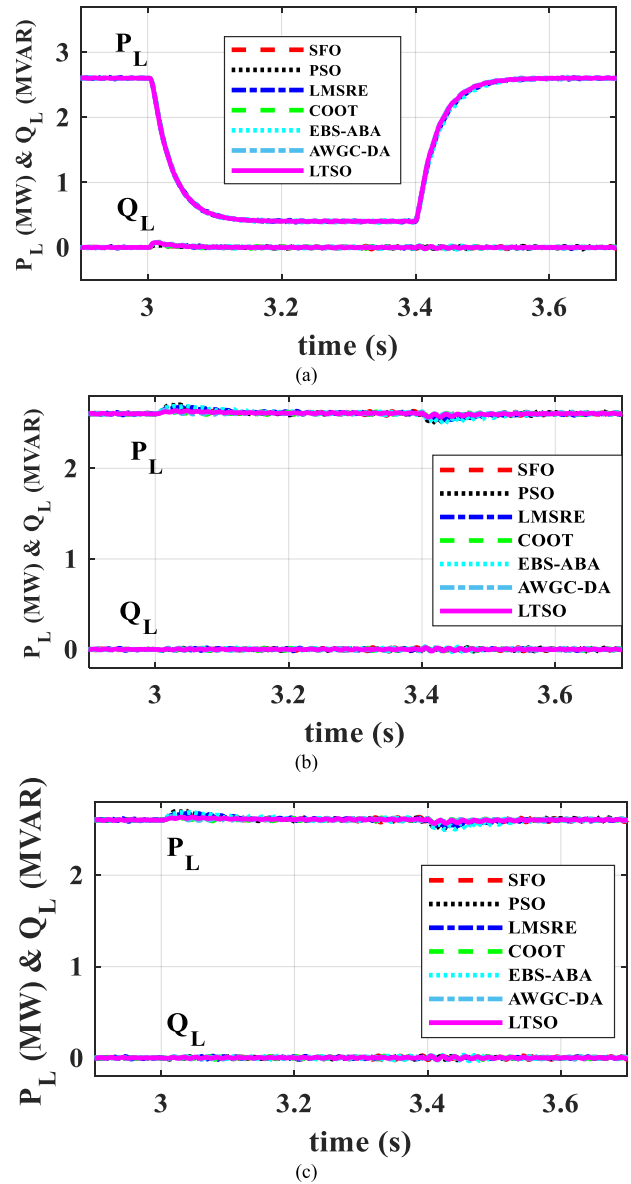 P_L (MW) & Q_L (MVAR)
3
2
1
0
P_L
Q_L
SFO
PSO
LMSRE
COOT
EBS-ABA
AWGC-DA
LTSO
3
3.2
3.4
3.6
time (s)
(a)
P_L (MW) & Q_L (MVAR)
2
1
0
P_L
Q_L
SFO
PSO
LMSRE
COOT
EBS-ABA
AWGC-DA
LTSO
3
3.2
3.4
3.6
time (s)
(b)
P_L (MW) & Q_L (MVAR)
2
1
0
P_L
Q_L
SFO
PSO
LMSRE
COOT
EBS-ABA
AWGC-DA
LTSO
3
3.2
3.4
3.6
time (s)
(c)